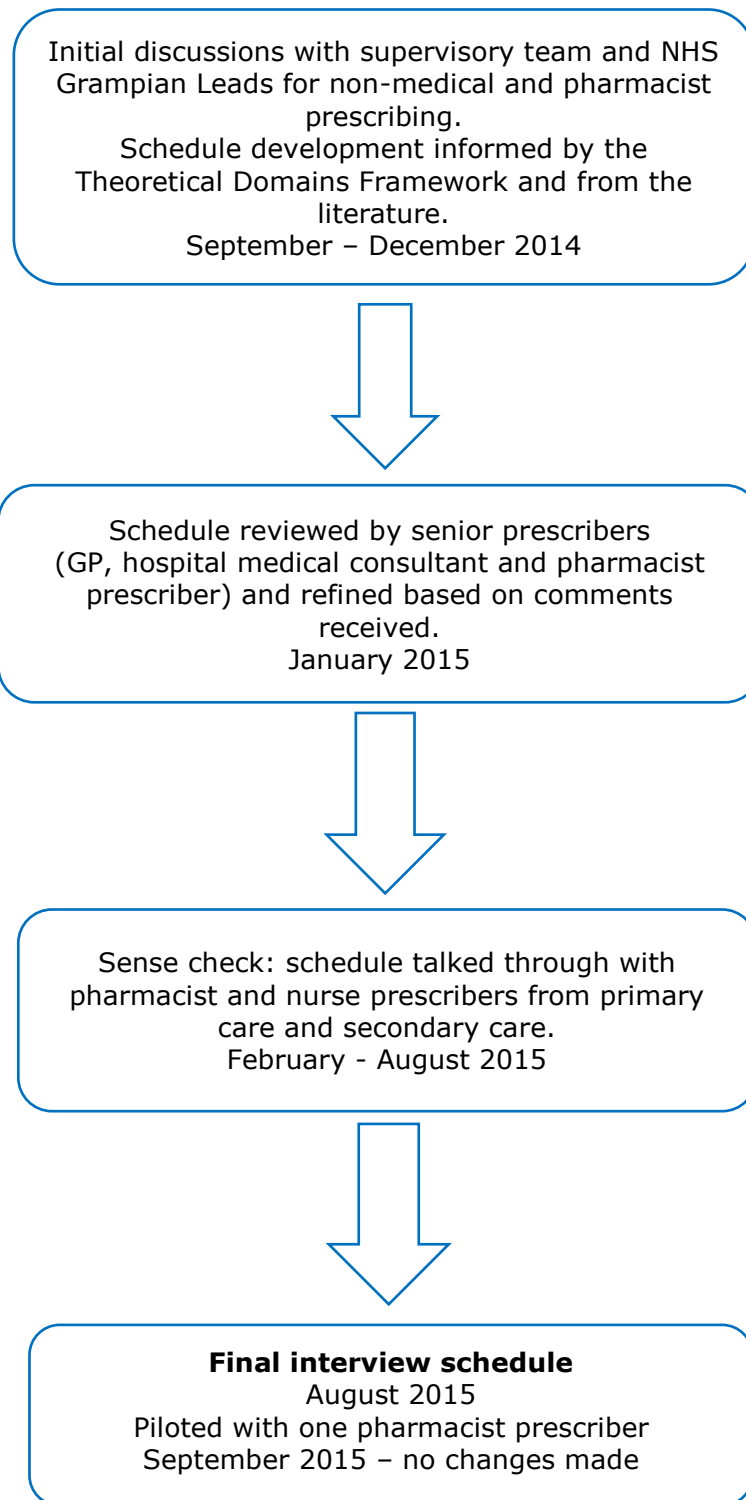 Initial discussions with supervisory team and NHS
Grampian Leads for non-medical and pharmacist
prescribing.
Schedule development informed by the
Theoretical Domains Framework and from the
literature.
September – December 2014
Schedule reviewed by senior prescribers
(GP, hospital medical consultant and pharmacist
prescriber) and refined based on comments
received.
January 2015
Sense check: schedule talked through with
pharmacist and nurse prescribers from primary
care and secondary care.
February - August 2015
Final interview schedule
August 2015
Piloted with one pharmacist prescriber
September 2015 – no changes made